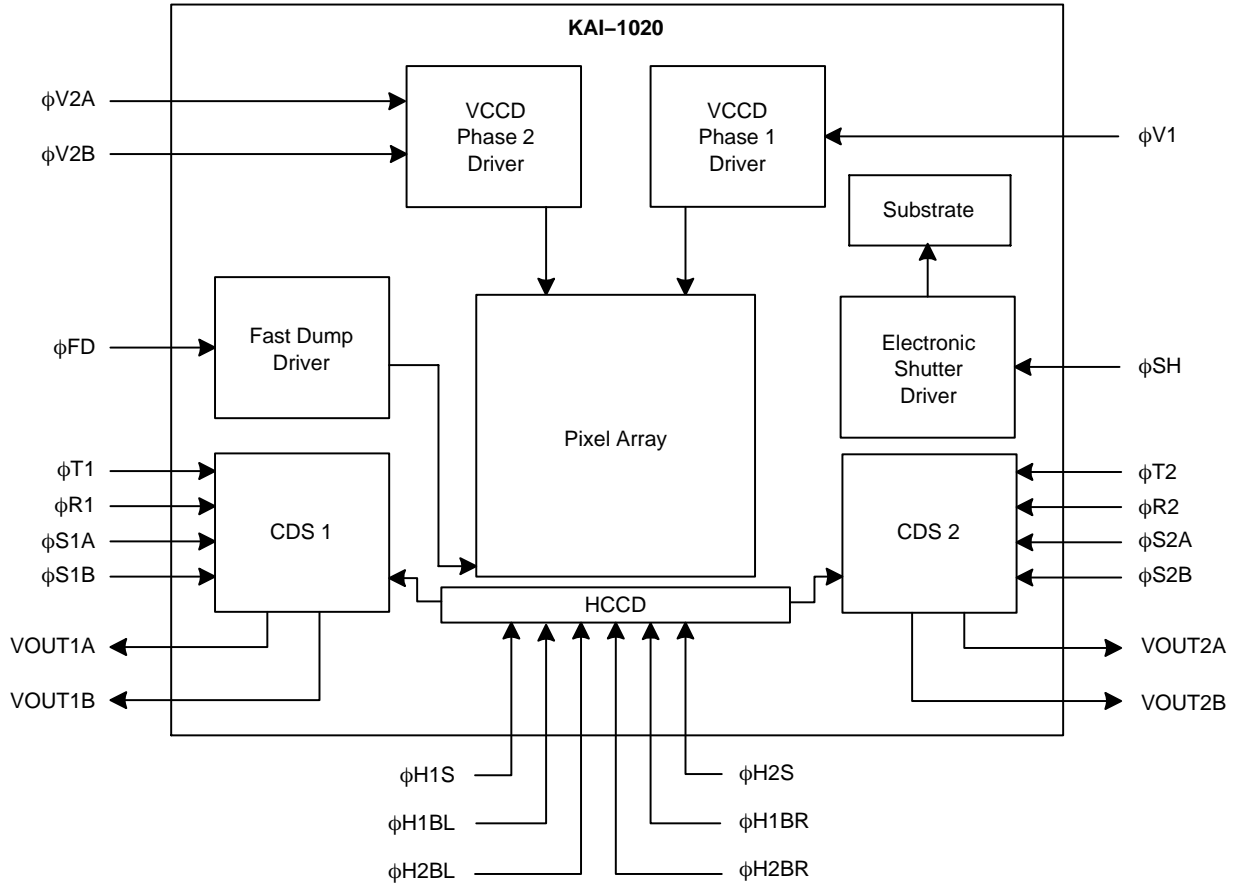 KAI–1020
ϕV2A
ϕV2B
VCCD
Phase 2
Driver
VCCD
Phase 1
Driver
ϕV1
Substrate
Fast Dump
Driver
ϕFD
Pixel Array
Electronic
Shutter
Driver
ϕSH
ϕT1
ϕR1
ϕS1A
ϕS1B
CDS 1
CDS 2
ϕT2
ϕR2
ϕS2A
ϕS2B
HCCD
VOUT1A
VOUT1B
VOUT2A
VOUT2B
ϕH1S
ϕH1BL
ϕH2BL
ϕH2S
ϕH1BR
ϕH2BR